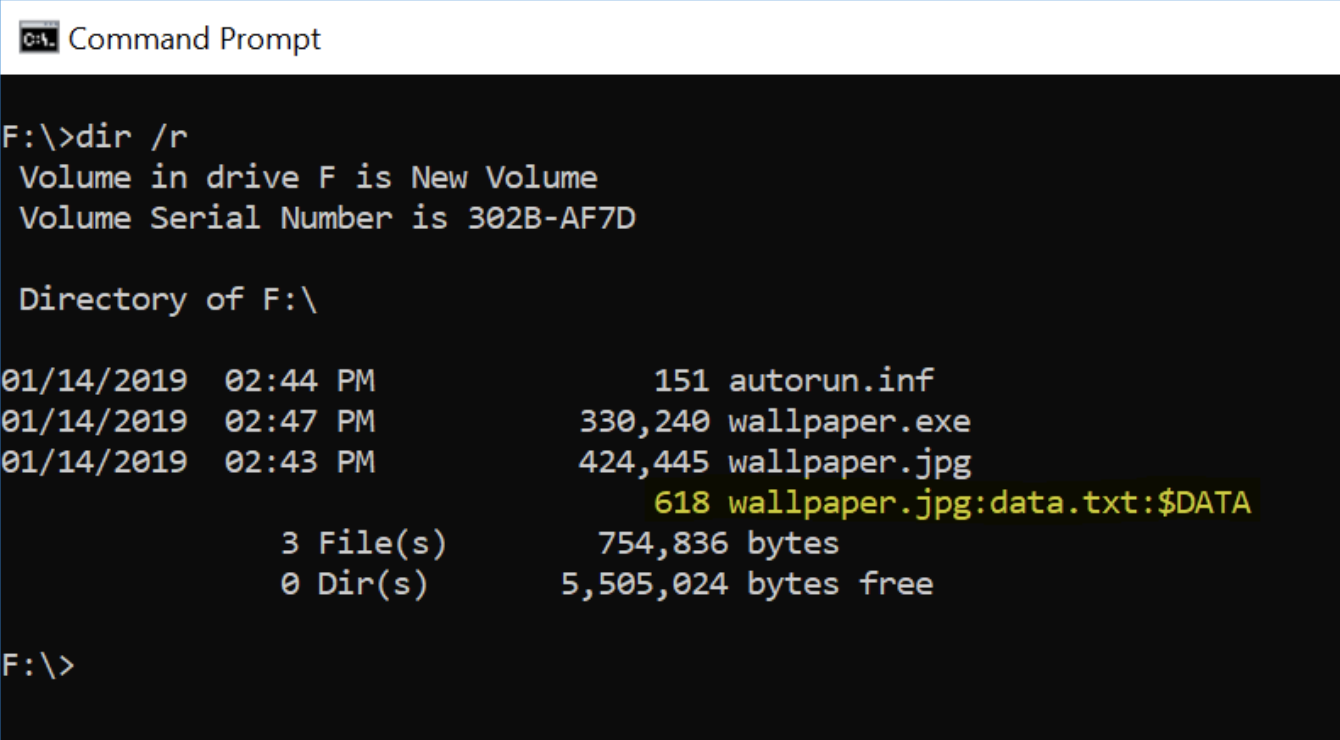 Command Prompt
F:\>dir /r
Volume in drive F is New Volume
Volume Serial Number is 302B-AF7D
Directory of F:\
01/14/2019 02:44 PM 151 autorun.inf
01/14/2019 02:47 PM 330,240 wallpaper.exe
01/14/2019 02:43 PM 424,445 wallpaper.jpg
618 wallpaper.jpg:data.txt:$DATA
3 File(s) 754,836 bytes
0 Dir(s) 5,505,024 bytes free
F:\>